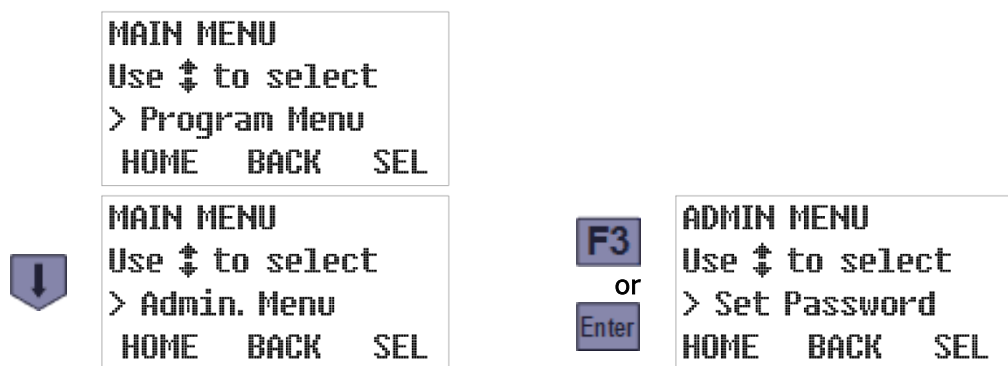 MAIN MENU
Use ↕ to select
> Program Menu
HOME BACK SEL
MAIN MENU
Use ↕ to select
> Admin. Menu
HOME BACK SEL
F3
or
Enter
ADMIN MENU
Use ↕ to select
> Set Password
HOME BACK SEL